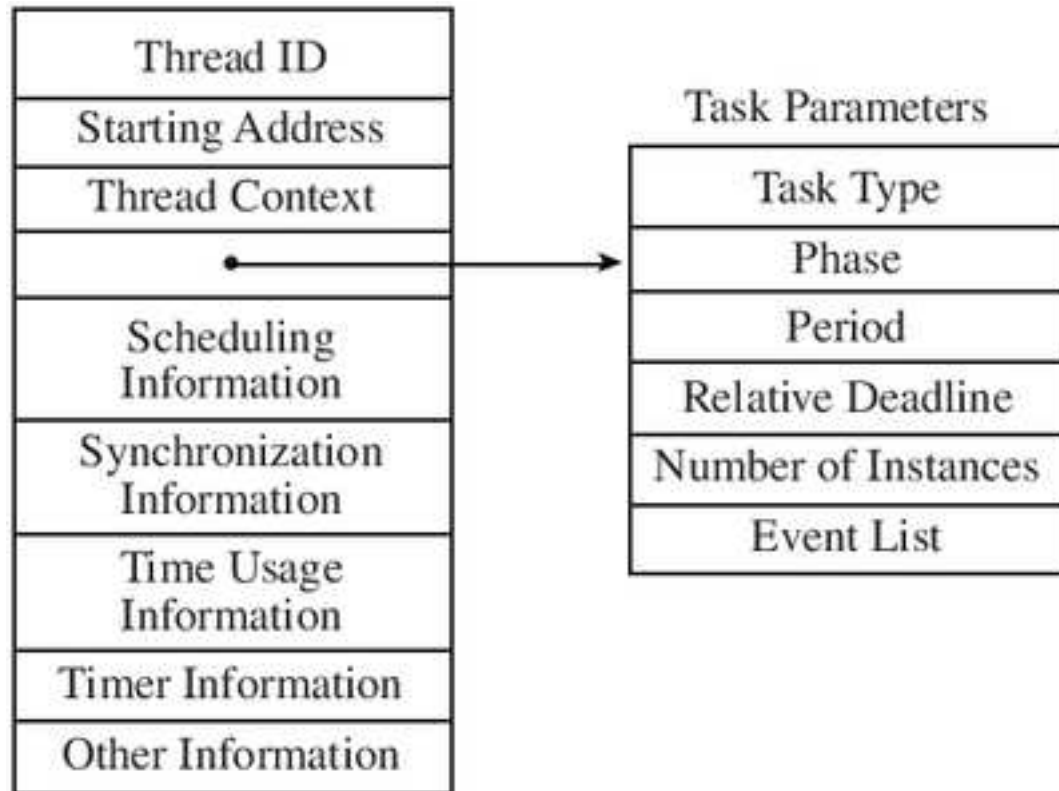 Thread ID
Starting Address
Thread Context
Scheduling
Information
Synchronization
Information
Time Usage
Information
Timer Information
Other Information
Task Parameters
Task Type
Phase
Period
Relative Deadline
Number of Instances
Event List